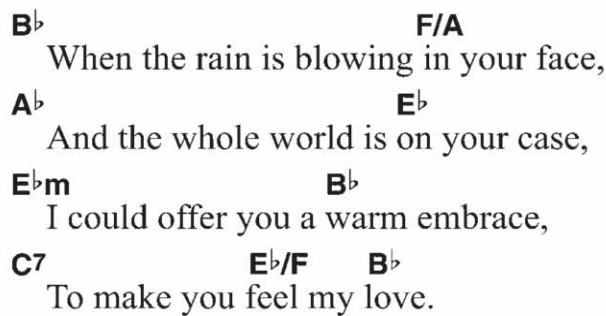 B♭ F/A
When the rain is blowing in your face,
A♭ E♭
And the whole world is on your case,
E♭m B♭
I could offer you a warm embrace,
C7 E♭/F B♭
To make you feel my love.